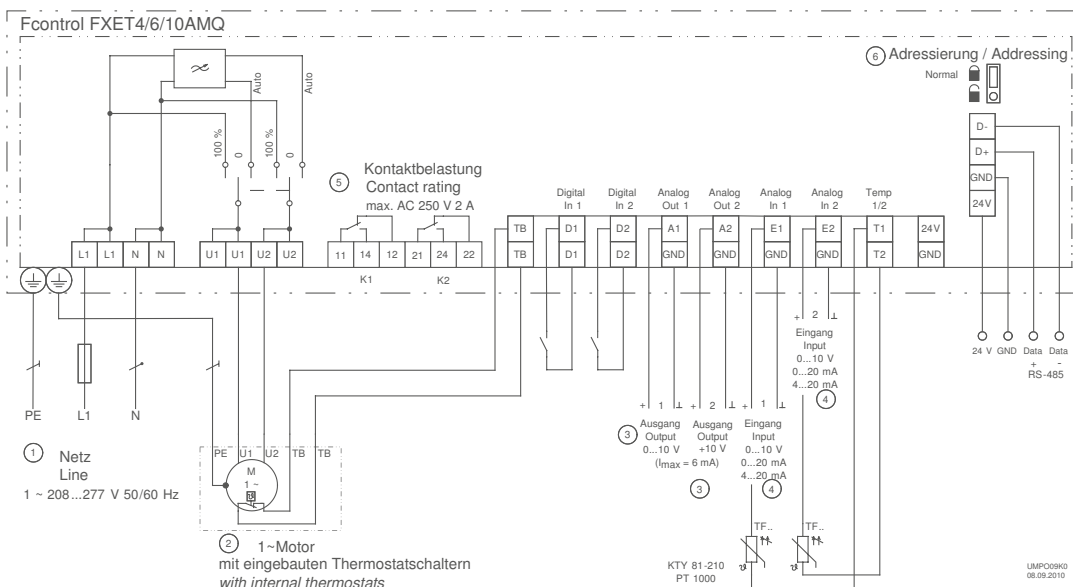 Fcontrol FXET4/6/10AMQ
6 Adressierung / Addressing
Normal
Auto
Auto
100 %
0
100 %
0
D-
D+
GND
24V
5 Kontaktbelastung
Contact rating
max. AC 250 V 2 A
Digital In 1
Digital In 2
Analog Out 1
Analog Out 2
Analog In 1
Analog In 2
Temp 1/2
L1 L1 N N
U1 U1 U2 U2
11 14 12 21 24 22
K1 K2
TB D1 D2 A1 A2 E1 E2 T1 24V
TB D1 D2 GND GND GND GND T2 GND
+ 2 ⊥
Eingang
Input
0...10 V
0...20 mA
4...20 mA
4
24 V GND Data + Data -
RS-485
PE L1 N
1 Netz
Line
1 ~ 208...277 V 50/60 Hz
+ 1 ⊥
3 Ausgang
Output
0...10 V
+ 2 ⊥
Ausgang
Output
+10 V
(Imax = 6 mA)
3
+ 1 ⊥
Eingang
Input
0...10 V
0...20 mA
4...20 mA
4
PE U1 U2 TB TB
M
1 ~
ϑ
2 1~Motor
mit eingebauten Thermostatschaltern
with internal thermostats
TF..
ϑ
TF..
ϑ
KTY 81-210
PT 1000
UMPO09K0
08.09.2010